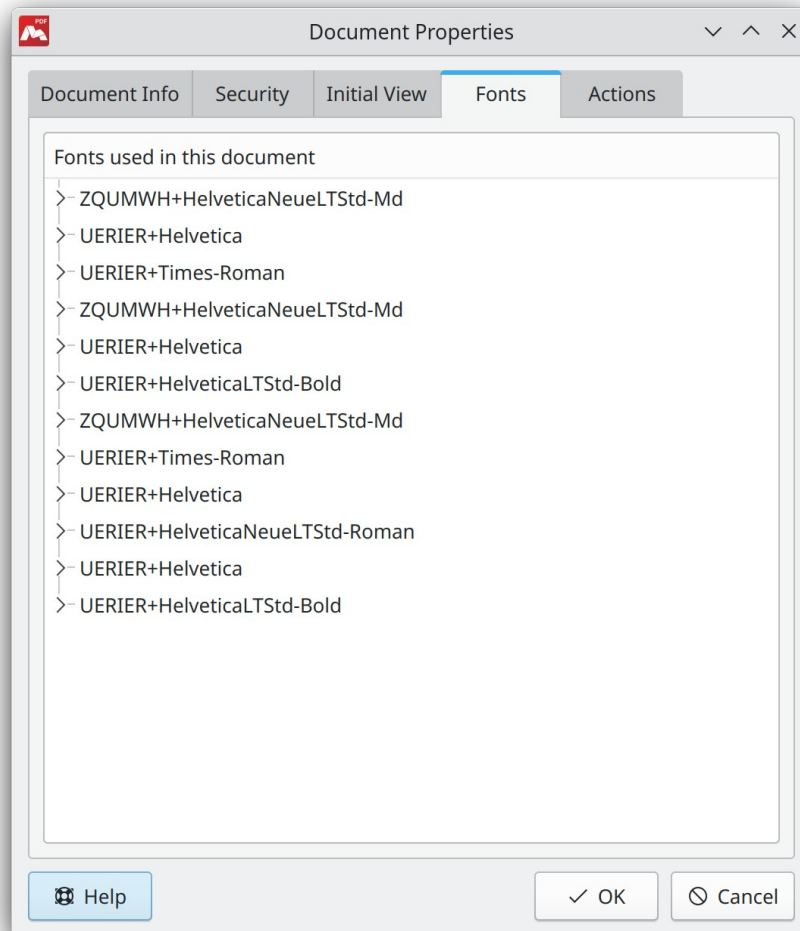 PDF
Document Properties
Document Info Security Initial View Fonts Actions
Fonts used in this document
ZQUMWH+HelveticaNeueLTStd-Md
UERIER+Helvetica
UERIER+Times-Roman
ZQUMWH+HelveticaNeueLTStd-Md
UERIER+Helvetica
UERIER+HelveticaLTStd-Bold
ZQUMWH+HelveticaNeueLTStd-Md
UERIER+Times-Roman
UERIER+Helvetica
UERIER+HelveticaNeueLTStd-Roman
UERIER+Helvetica
UERIER+HelveticaLTStd-Bold
Help OK Cancel